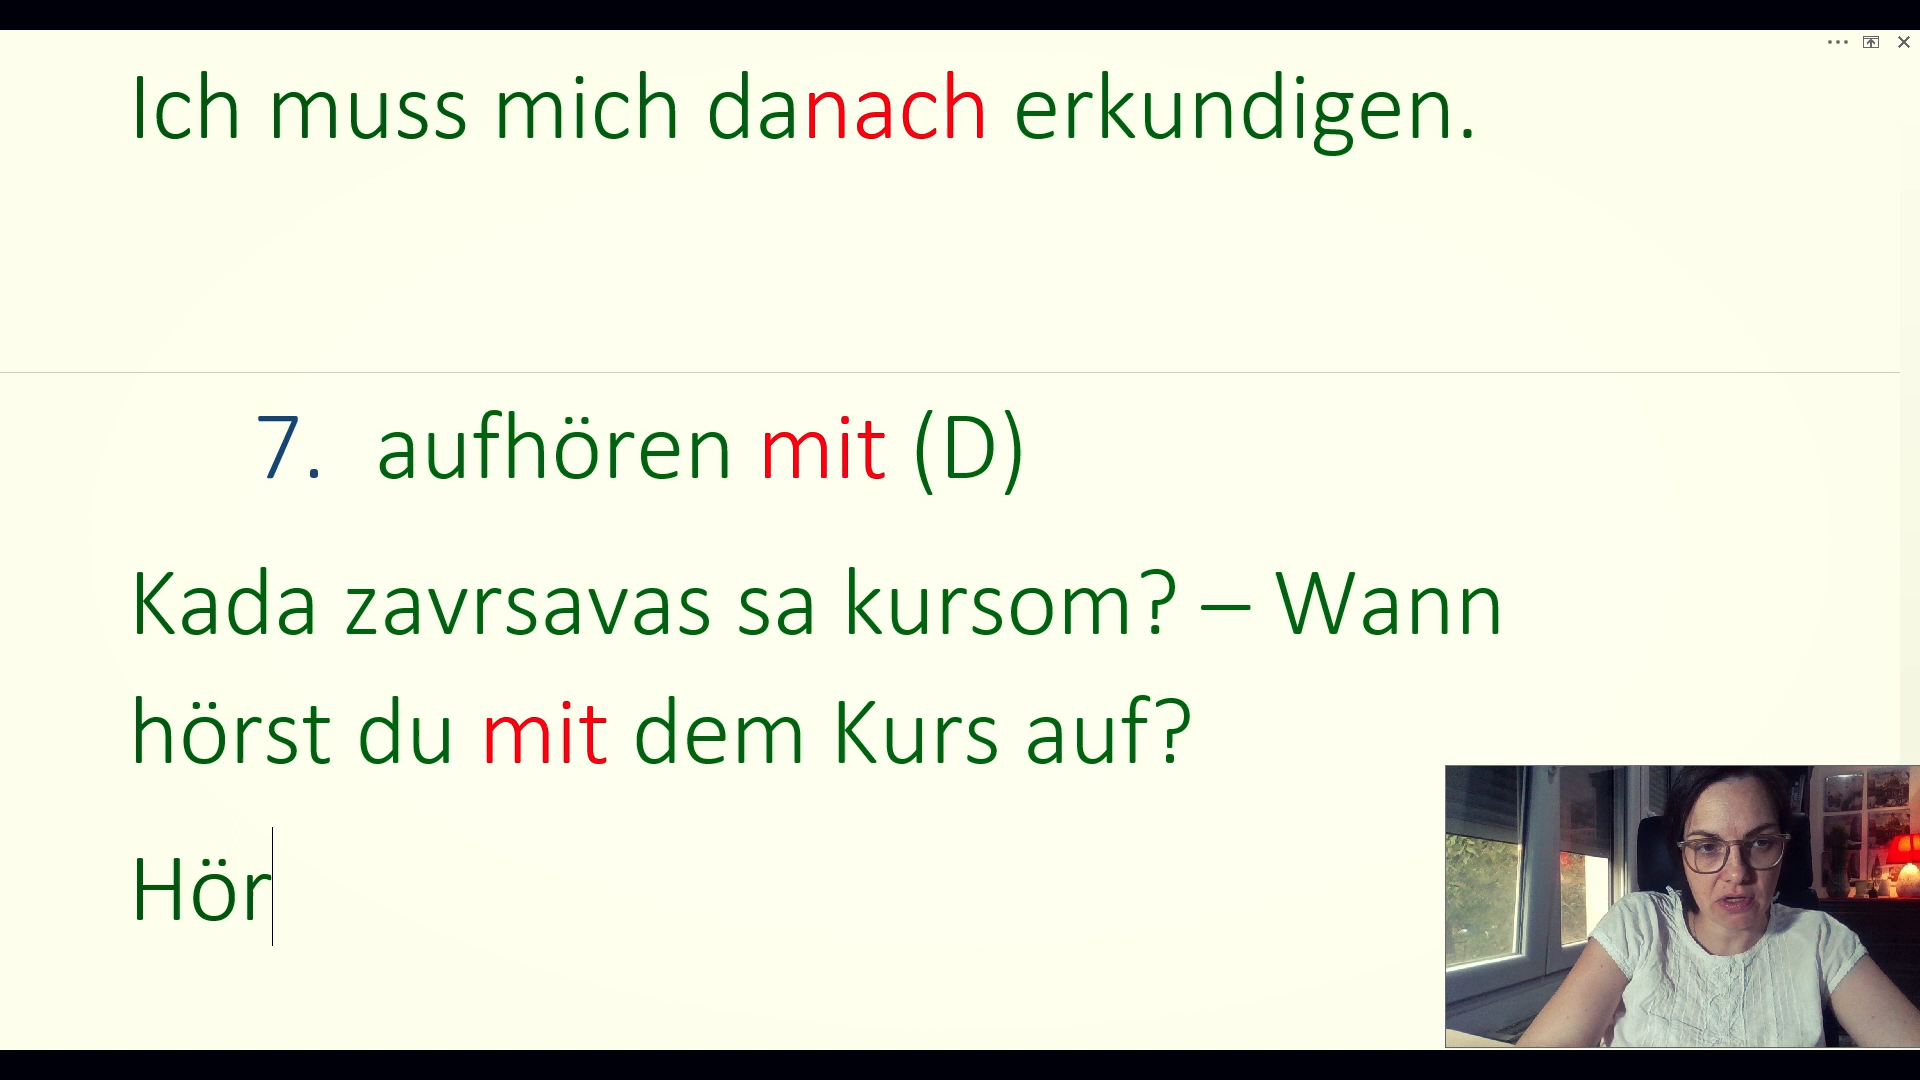 Ich muss mich danach erkundigen.
7. aufhören mit (D)
Kada zavrsavas sa kursom? – Wann
hörst du mit dem Kurs auf?
Hör